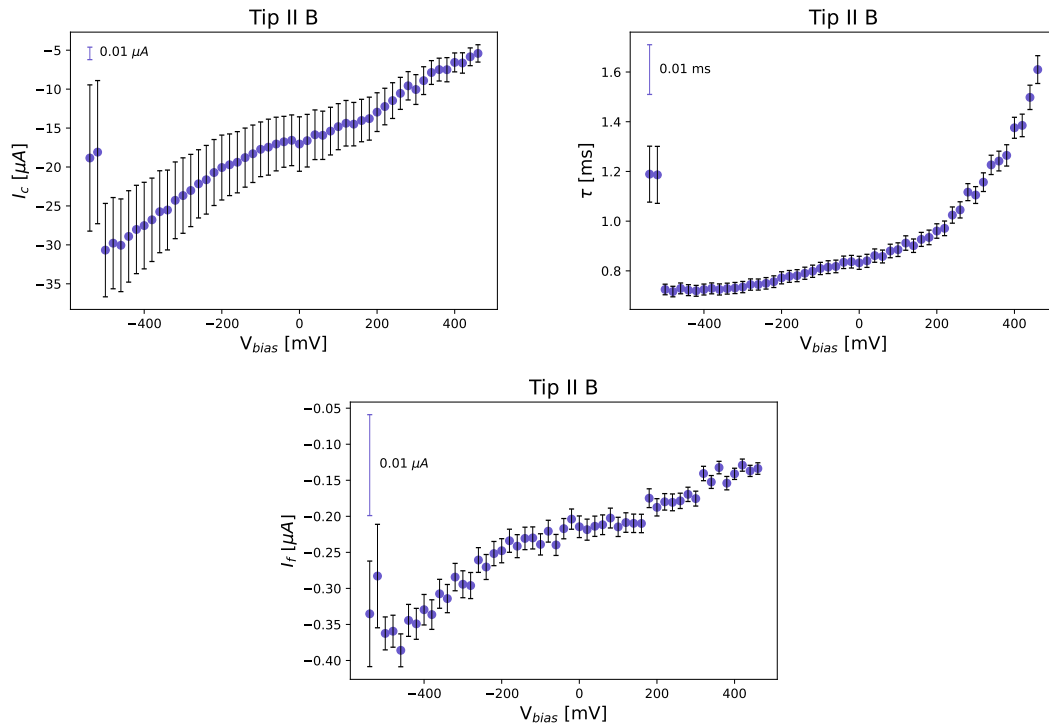 Tip II B
0.01 μA
−5
−10
−15
−20
−25
−30
−35
I_c [μA]
−400
−200
0
200
400
V_bias [mV]
Tip II B
0.01 ms
1.6
1.4
1.2
1.0
0.8
τ [ms]
−400
−200
0
200
400
V_bias [mV]
Tip II B
0.01 μA
−0.05
−0.10
−0.15
−0.20
−0.25
−0.30
−0.35
−0.40
I_f [μA]
−400
−200
0
200
400
V_bias [mV]